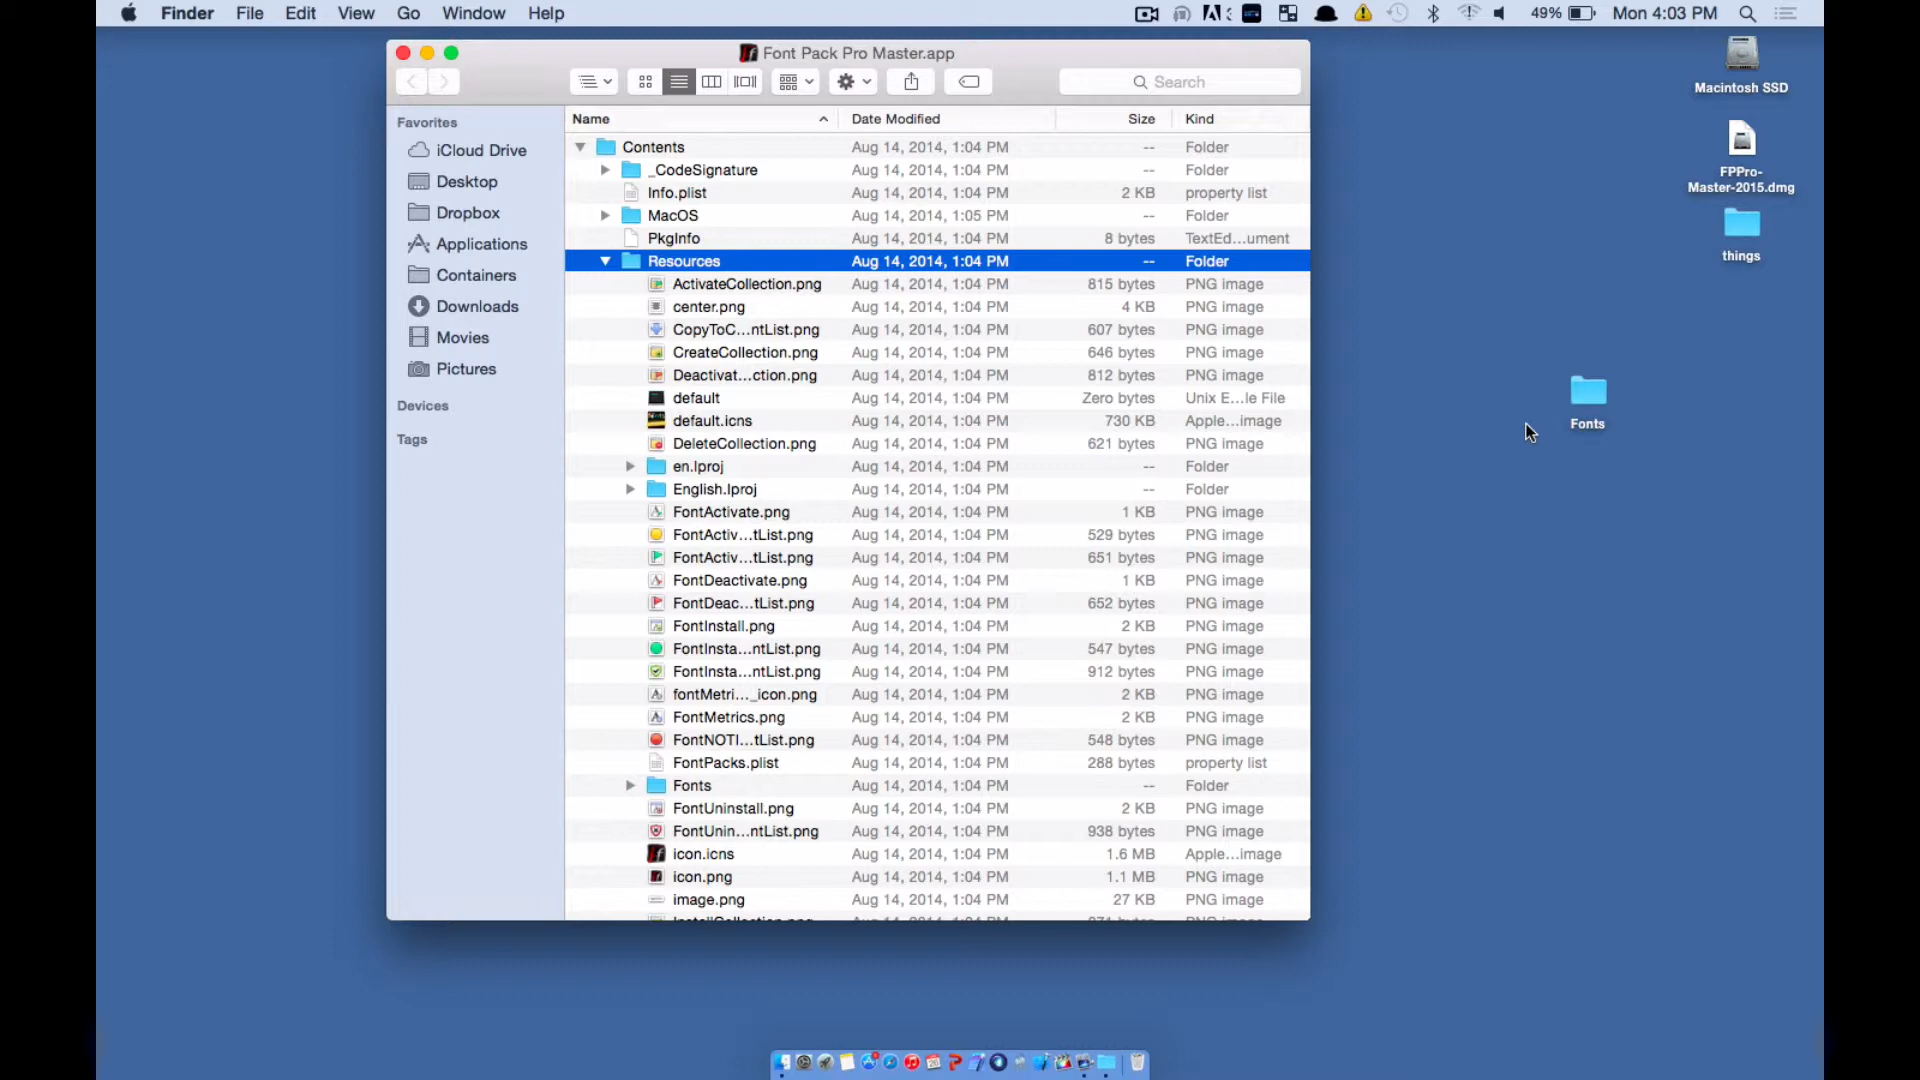 Finder File Edit View Go Window Help 49% Mon 4:03 PM
Font Pack Pro Master.app
Search
Favorites
iCloud Drive
Desktop
Dropbox
Applications
Containers
Downloads
Movies
Pictures
Devices
Tags
Name Date Modified Size Kind
Contents Aug 14, 2014, 1:04 PM -- Folder
_CodeSignature Aug 14, 2014, 1:04 PM -- Folder
Info.plist Aug 14, 2014, 1:04 PM 2 KB property list
MacOS Aug 14, 2014, 1:05 PM -- Folder
PkgInfo Aug 14, 2014, 1:04 PM 8 bytes TextEd...ument
Resources Aug 14, 2014, 1:04 PM -- Folder
ActivateCollection.png Aug 14, 2014, 1:04 PM 815 bytes PNG image
center.png Aug 14, 2014, 1:04 PM 4 KB PNG image
CopyToC...ntList.png Aug 14, 2014, 1:04 PM 607 bytes PNG image
CreateCollection.png Aug 14, 2014, 1:04 PM 646 bytes PNG image
Deactivat...ction.png Aug 14, 2014, 1:04 PM 812 bytes PNG image
default Aug 14, 2014, 1:04 PM Zero bytes Unix E...le File
default.icns Aug 14, 2014, 1:04 PM 730 KB Apple...image
DeleteCollection.png Aug 14, 2014, 1:04 PM 621 bytes PNG image
en.lproj Aug 14, 2014, 1:04 PM -- Folder
English.lproj Aug 14, 2014, 1:04 PM -- Folder
FontActivate.png Aug 14, 2014, 1:04 PM 1 KB PNG image
FontActiv...tList.png Aug 14, 2014, 1:04 PM 529 bytes PNG image
FontActiv...tList.png Aug 14, 2014, 1:04 PM 651 bytes PNG image
FontDeactivate.png Aug 14, 2014, 1:04 PM 1 KB PNG image
FontDeac...tList.png Aug 14, 2014, 1:04 PM 652 bytes PNG image
FontInstall.png Aug 14, 2014, 1:04 PM 2 KB PNG image
FontInsta...ntList.png Aug 14, 2014, 1:04 PM 547 bytes PNG image
FontInsta...ntList.png Aug 14, 2014, 1:04 PM 912 bytes PNG image
fontMetri..._icon.png Aug 14, 2014, 1:04 PM 2 KB PNG image
FontMetrics.png Aug 14, 2014, 1:04 PM 2 KB PNG image
FontNOTI...tList.png Aug 14, 2014, 1:04 PM 548 bytes PNG image
FontPacks.plist Aug 14, 2014, 1:04 PM 288 bytes property list
Fonts Aug 14, 2014, 1:04 PM -- Folder
FontUninstall.png Aug 14, 2014, 1:04 PM 2 KB PNG image
FontUnin...ntList.png Aug 14, 2014, 1:04 PM 938 bytes PNG image
icon.icns Aug 14, 2014, 1:04 PM 1.6 MB Apple...image
icon.png Aug 14, 2014, 1:04 PM 1.1 MB PNG image
image.png Aug 14, 2014, 1:04 PM 27 KB PNG image
Macintosh SSD
FPPro-
Master-2015.dmg
things
Fonts